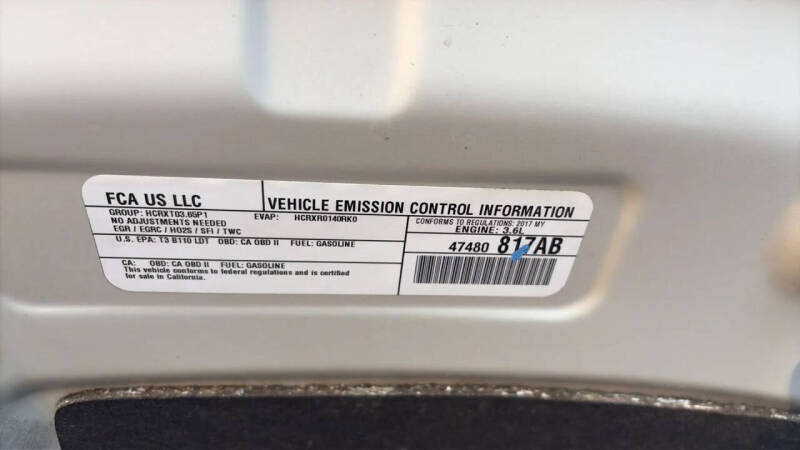 FCA US LLC
VEHICLE EMISSION CONTROL INFORMATION
GROUP: HCRXT03.65P1 EVAP: HCRXR0140RK0
NO ADJUSTMENTS NEEDED
EGR / EGRC / HO2S / SFI / TWC
CONFORMS TO REGULATIONS: 2017 MY
ENGINE: 3.6L
U.S. EPA: T3 B110 LDT OBD: CA OBD II FUEL: GASOLINE
47480 817AB
CA: OBD: CA OBD II FUEL: GASOLINE
This vehicle conforms to federal regulations and is certified
for sale in California.